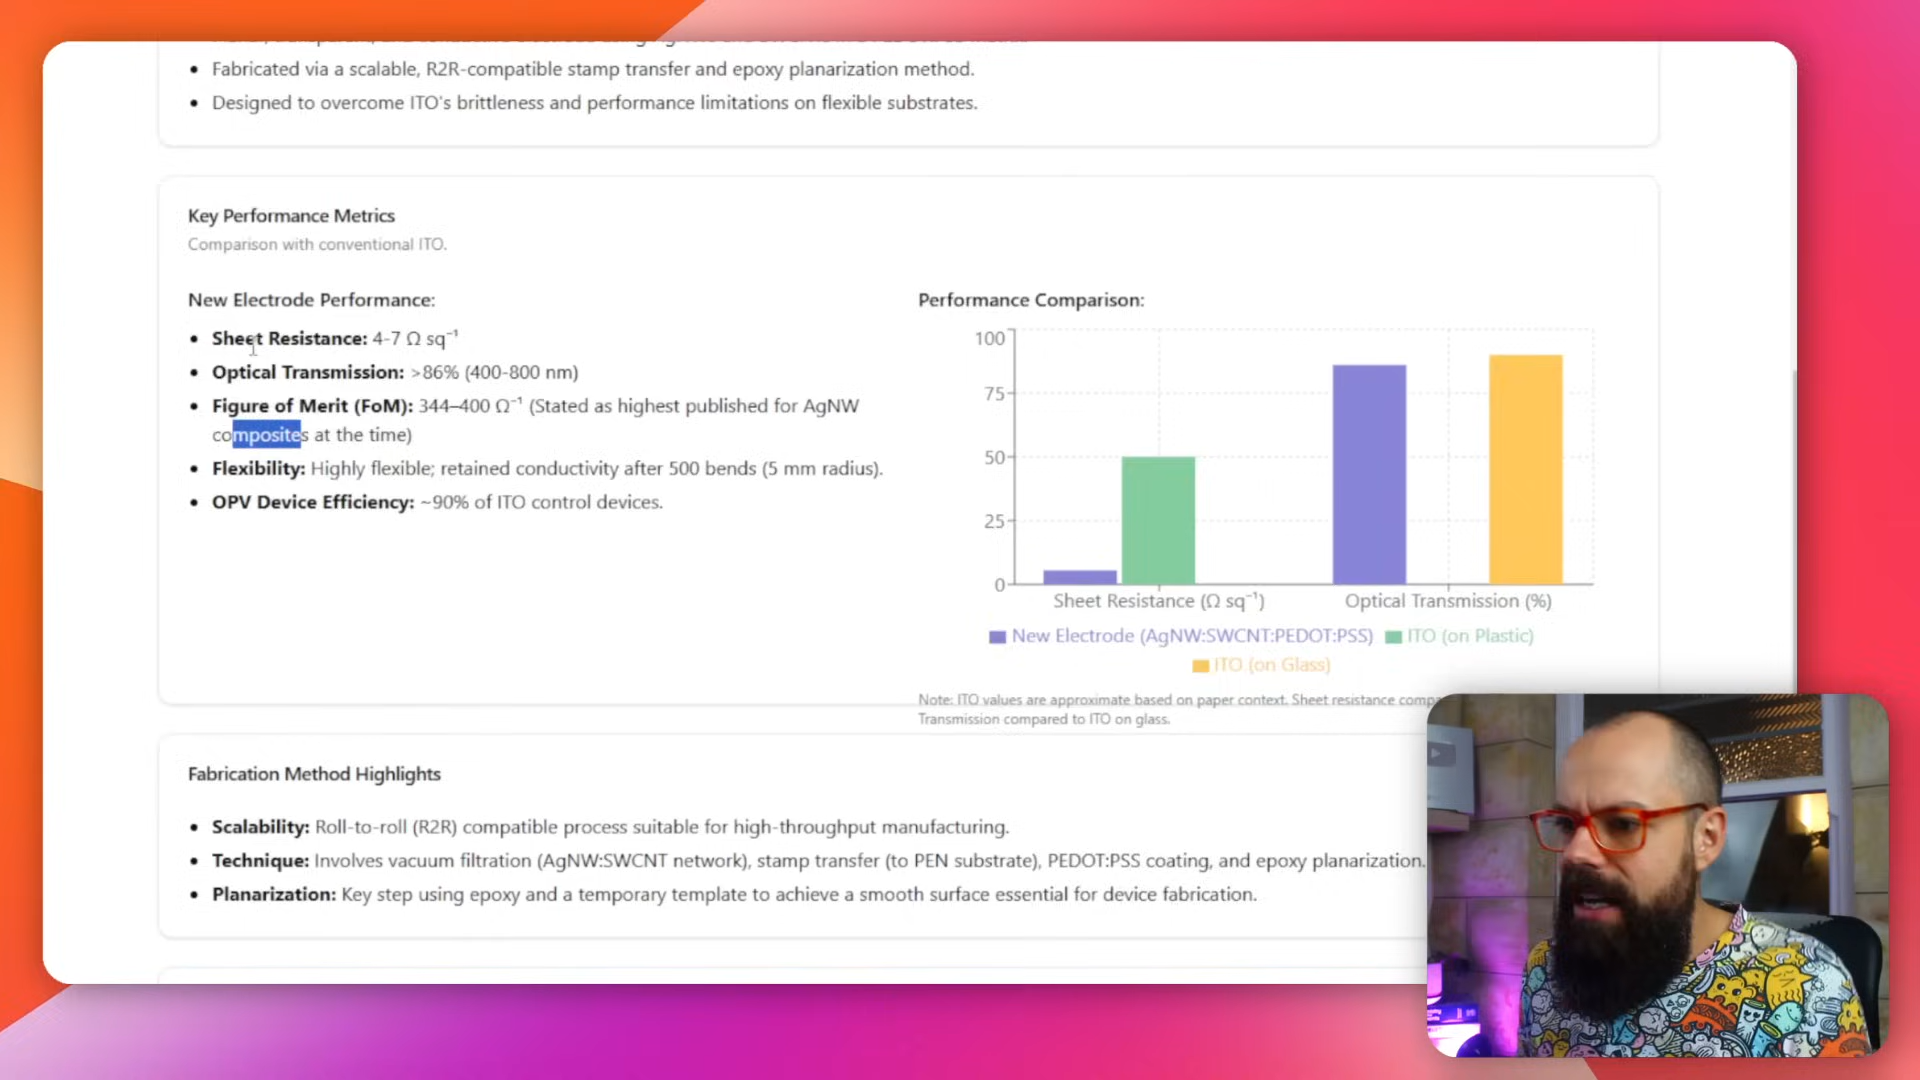 • Fabricated via a scalable, R2R-compatible stamp transfer and epoxy planarization method.
• Designed to overcome ITO's brittleness and performance limitations on flexible substrates.
Key Performance Metrics
Comparison with conventional ITO.
New Electrode Performance:
• Sheet Resistance: 4-7 Ω sq⁻¹
• Optical Transmission: >86% (400-800 nm)
• Figure of Merit (FoM): 344–400 Ω⁻¹ (Stated as highest published for AgNW
composites at the time)
• Flexibility: Highly flexible; retained conductivity after 500 bends (5 mm radius).
• OPV Device Efficiency: ~90% of ITO control devices.
Performance Comparison:
100
75
50
25
0
Sheet Resistance (Ω sq⁻¹) Optical Transmission (%)
New Electrode (AgNW:SWCNT:PEDOT:PSS) ITO (on Plastic)
ITO (on Glass)
Note: ITO values are approximate based on paper context. Sheet resistance comp
Transmission compared to ITO on glass.
Fabrication Method Highlights
• Scalability: Roll-to-roll (R2R) compatible process suitable for high-throughput manufacturing.
• Technique: Involves vacuum filtration (AgNW:SWCNT network), stamp transfer (to PEN substrate), PEDOT:PSS coating, and epoxy planarization.
• Planarization: Key step using epoxy and a temporary template to achieve a smooth surface essential for device fabrication.